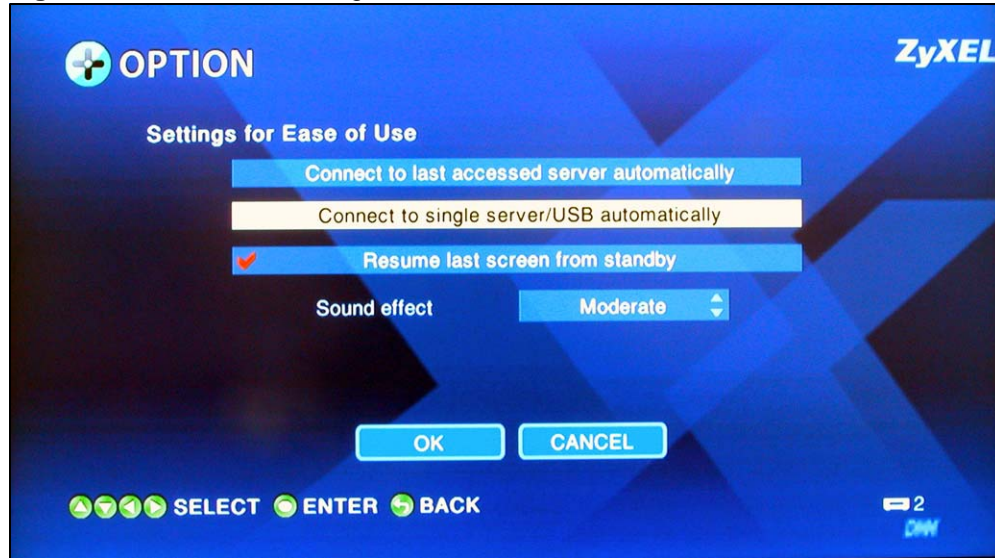 OPTION
ZyXEL
Settings for Ease of Use
Connect to last accessed server automatically
Connect to single server/USB automatically
Resume last screen from standby
Sound effect Moderate
OK CANCEL
SELECT ENTER BACK
2